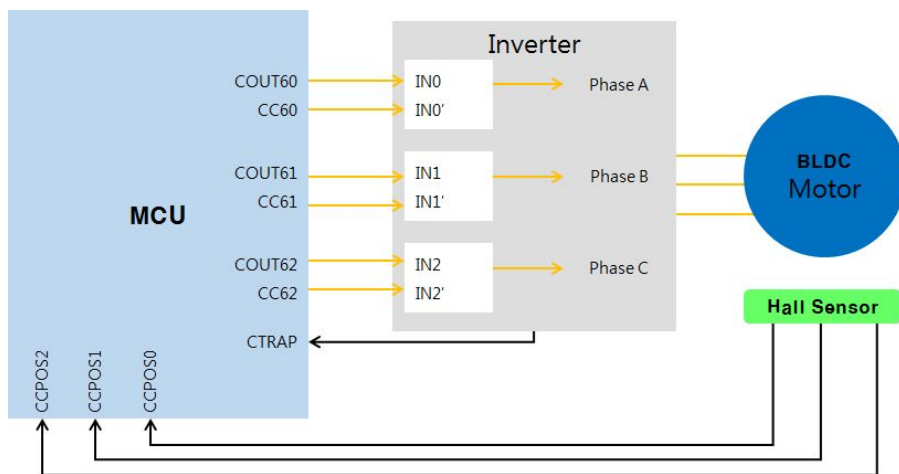 Inverter
COUT60
IN0
Phase A
CC60
IN0'
COUT61
IN1
Phase B
CC61
IN1'
MCU
COUT62
IN2
Phase C
CC62
IN2'
CTRAP
BLDC
Motor
Hall Sensor
CCPOS2
CCPOS1
CCPOS0